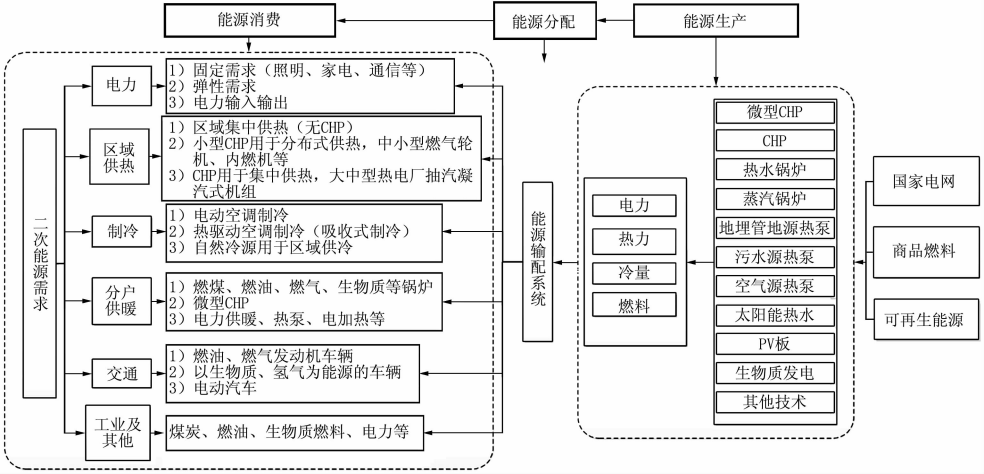 能源消费
能源分配
能源生产
二次能源需求
电力
1）固定需求（照明、家电、通信等）
2）弹性需求
3）电力输入输出
区域
供热
1）区域集中供热（无CHP）
2）小型CHP用于分布式供热，中小型燃气轮
机、内燃机等
3）CHP用于集中供热，大中型热电厂抽汽凝
汽式机组
制冷
1）电动空调制冷
2）热驱动空调制冷（吸收式制冷）
3）自然冷源用于区域供冷
分户
供暖
1）燃煤、燃油、燃气、生物质等锅炉
2）微型CHP
3）电力供暖、热泵、电加热等
交通
1）燃油、燃气发动机车辆
2）以生物质、氢气为能源的车辆
3）电动汽车
工业及
其他
煤炭、燃油、生物质燃料、电力等
能源输配系统
电力
热力
冷量
燃料
微型CHP
CHP
热水锅炉
蒸汽锅炉
地埋管地源热泵
污水源热泵
空气源热泵
太阳能热水
PV板
生物质发电
其他技术
国家电网
商品燃料
可再生能源